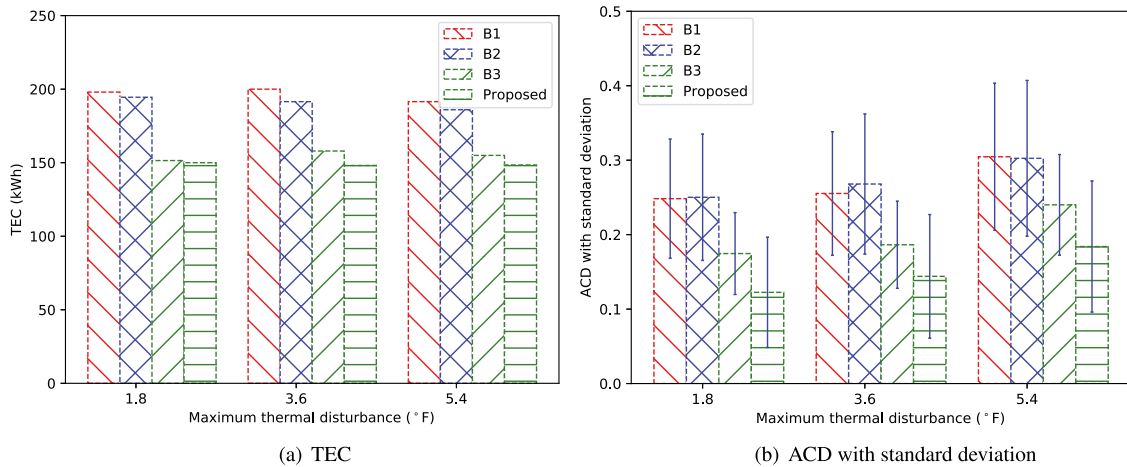 250
200
150
100
50
0
TEC (kWh)
B1
B2
B3
Proposed
1.8
3.6
5.4
Maximum thermal disturbance (°F)
(a) TEC
0.5
0.4
0.3
0.2
0.1
0.0
ACD with standard deviation
B1
B2
B3
Proposed
1.8
3.6
5.4
Maximum thermal disturbance (°F)
(b) ACD with standard deviation